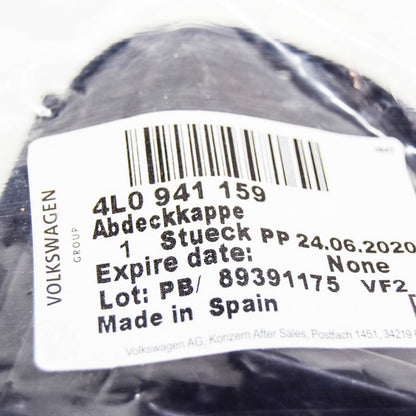 VOLKSWAGEN
GROUP
4L0 941 159
Abdeckkappe
1 Stueck PP 24.06.2020
Expire date: None
Lot: PB/ 89391175 VF2
Made in Spain
Volkswagen AG, Konzern After Sales, Postfach 1451, 34219